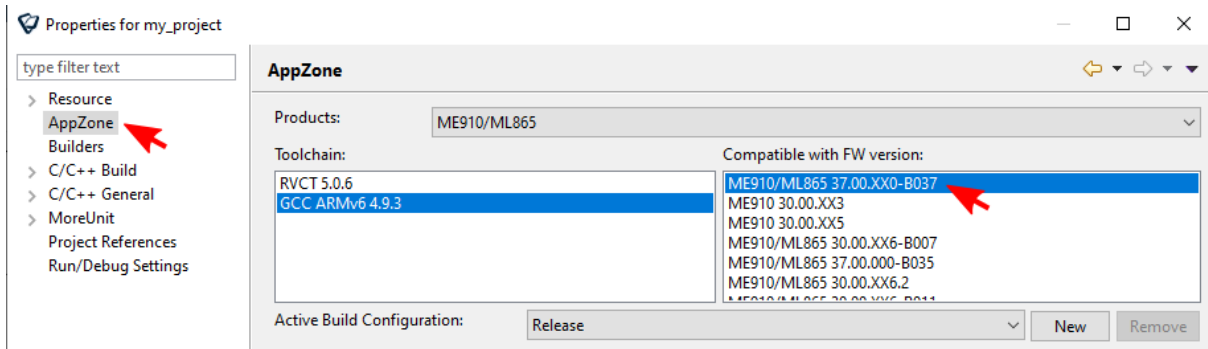 Properties for my_project
type filter text
Resource
AppZone
Builders
C/C++ Build
C/C++ General
MoreUnit
Project References
Run/Debug Settings
AppZone
Products:
ME910/ML865
Toolchain:
RVCT 5.0.6
GCC ARMv6 4.9.3
Compatible with FW version:
ME910/ML865 37.00.XX0-B037
ME910 30.00.XX3
ME910 30.00.XX5
ME910/ML865 30.00.XX6-B007
ME910/ML865 37.00.000-B035
ME910/ML865 30.00.XX6.2
Active Build Configuration:
Release
New
Remove